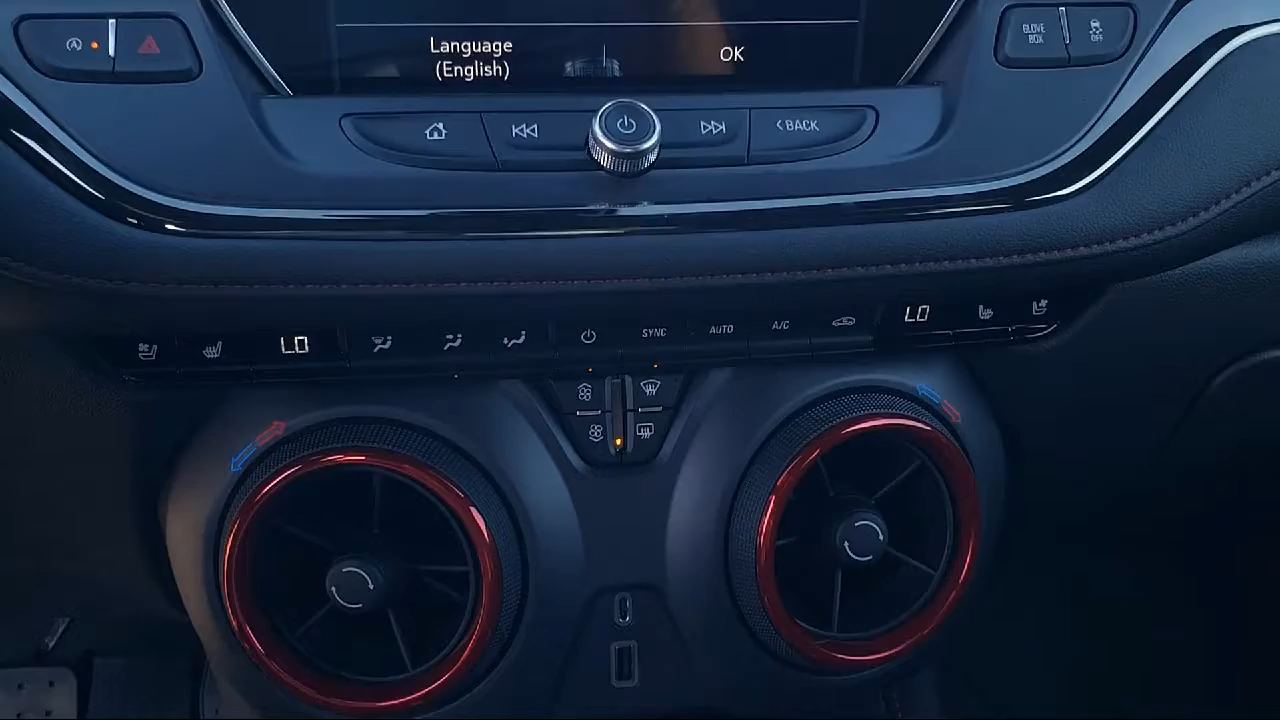 Language
(English)
OK
GLOVE
BOX
OFF
BACK
LO
SYNC
AUTO
A/C
LO